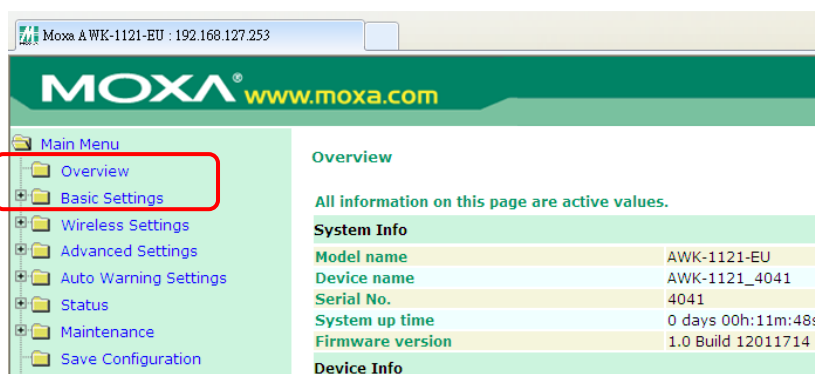 Moxa AWK-1121-EU : 192.168.127.253
MOXA® www.moxa.com
Main Menu
Overview
Basic Settings
Wireless Settings
Advanced Settings
Auto Warning Settings
Status
Maintenance
Save Configuration
Overview
All information on this page are active values.
System Info
Model name AWK-1121-EU
Device name AWK-1121_4041
Serial No. 4041
System up time 0 days 00h:11m:48s
Firmware version 1.0 Build 12011714
Device Info